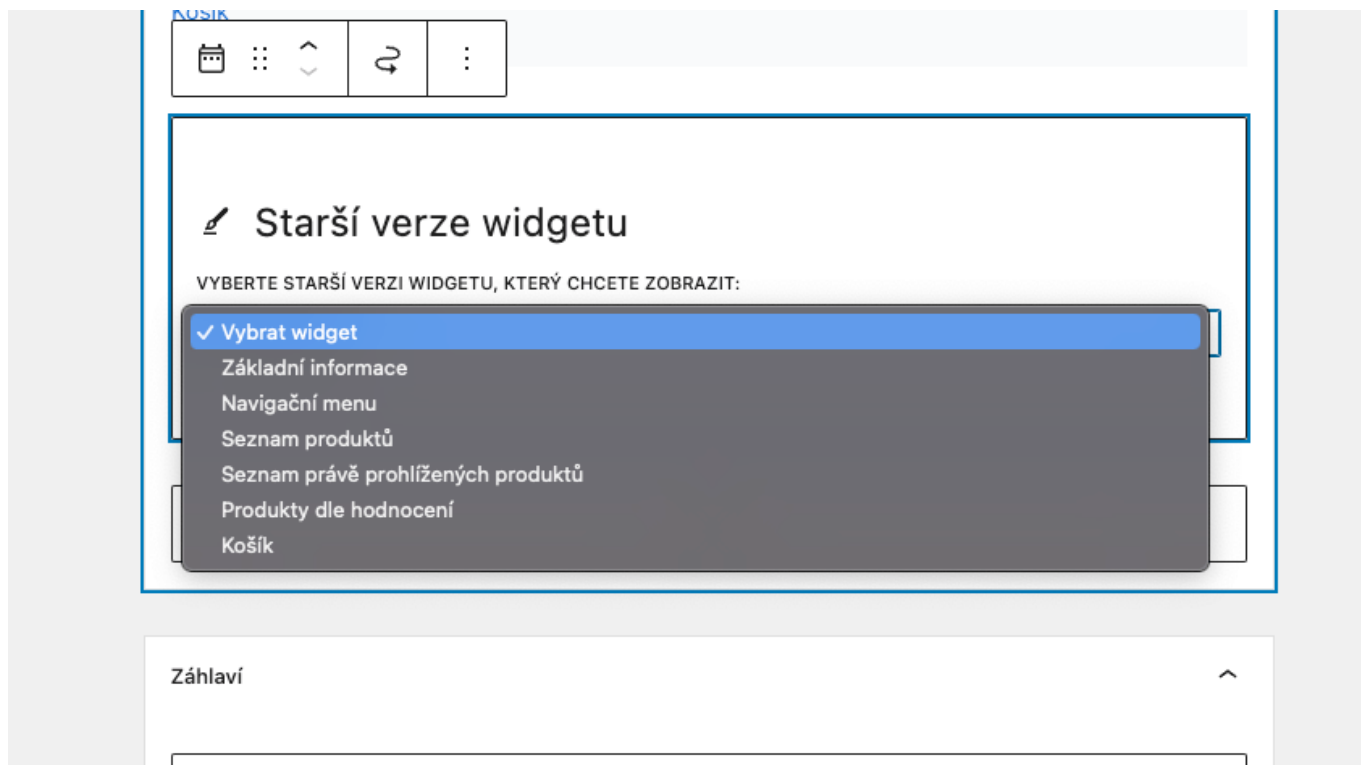 Košík
Starší verze widgetu
VYBERTE STARŠÍ VERZI WIDGETU, KTERÝ CHCETE ZOBRAZIT:
Vybrat widget
Základní informace
Navigační menu
Seznam produktů
Seznam právě prohlížených produktů
Produkty dle hodnocení
Košík
Záhlaví